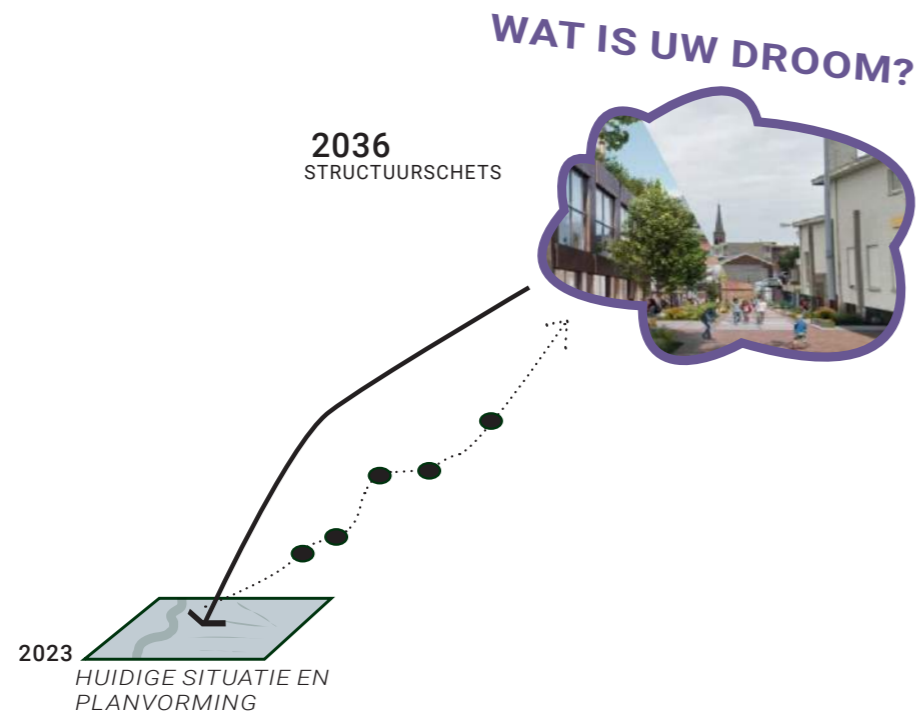 WAT IS UW DROOM?
2036
STRUCTUURSCHETS
2023
HUIDIGE SITUATIE EN
PLANVORMING